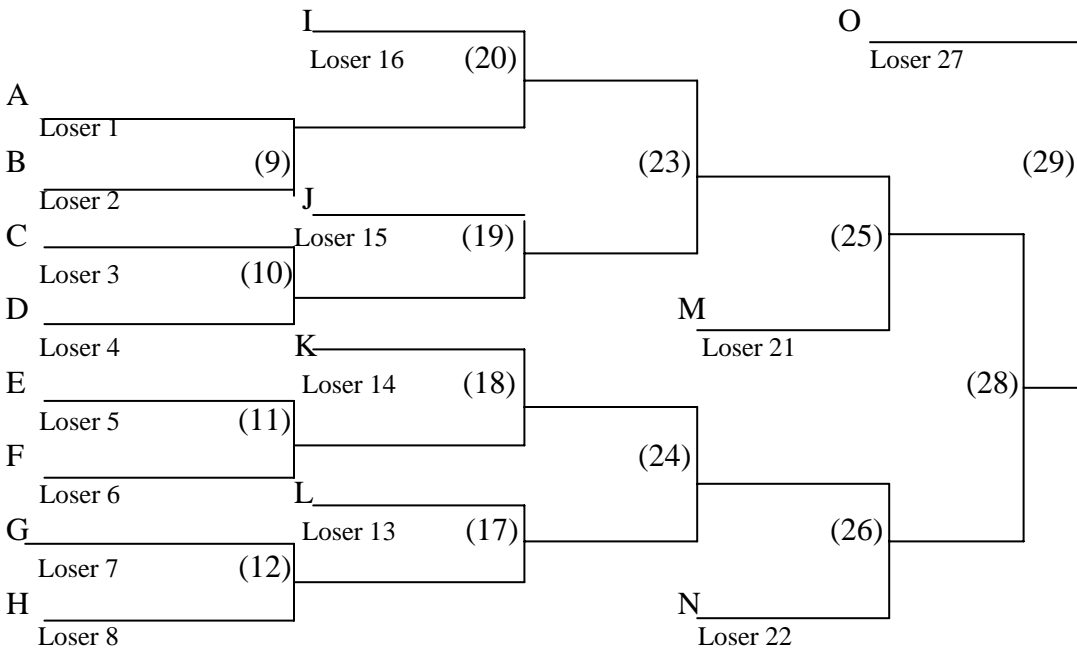 I
O
Loser 16
(20)
Loser 27
A
Loser 1
B
(9)
(23)
(29)
Loser 2
J
C
Loser 15
(19)
(25)
Loser 3
(10)
D
M
Loser 4
K
Loser 21
E
Loser 14
(18)
(28)
Loser 5
(11)
F
(24)
Loser 6
L
G
Loser 13
(17)
(26)
Loser 7
(12)
H
N
Loser 8
Loser 22